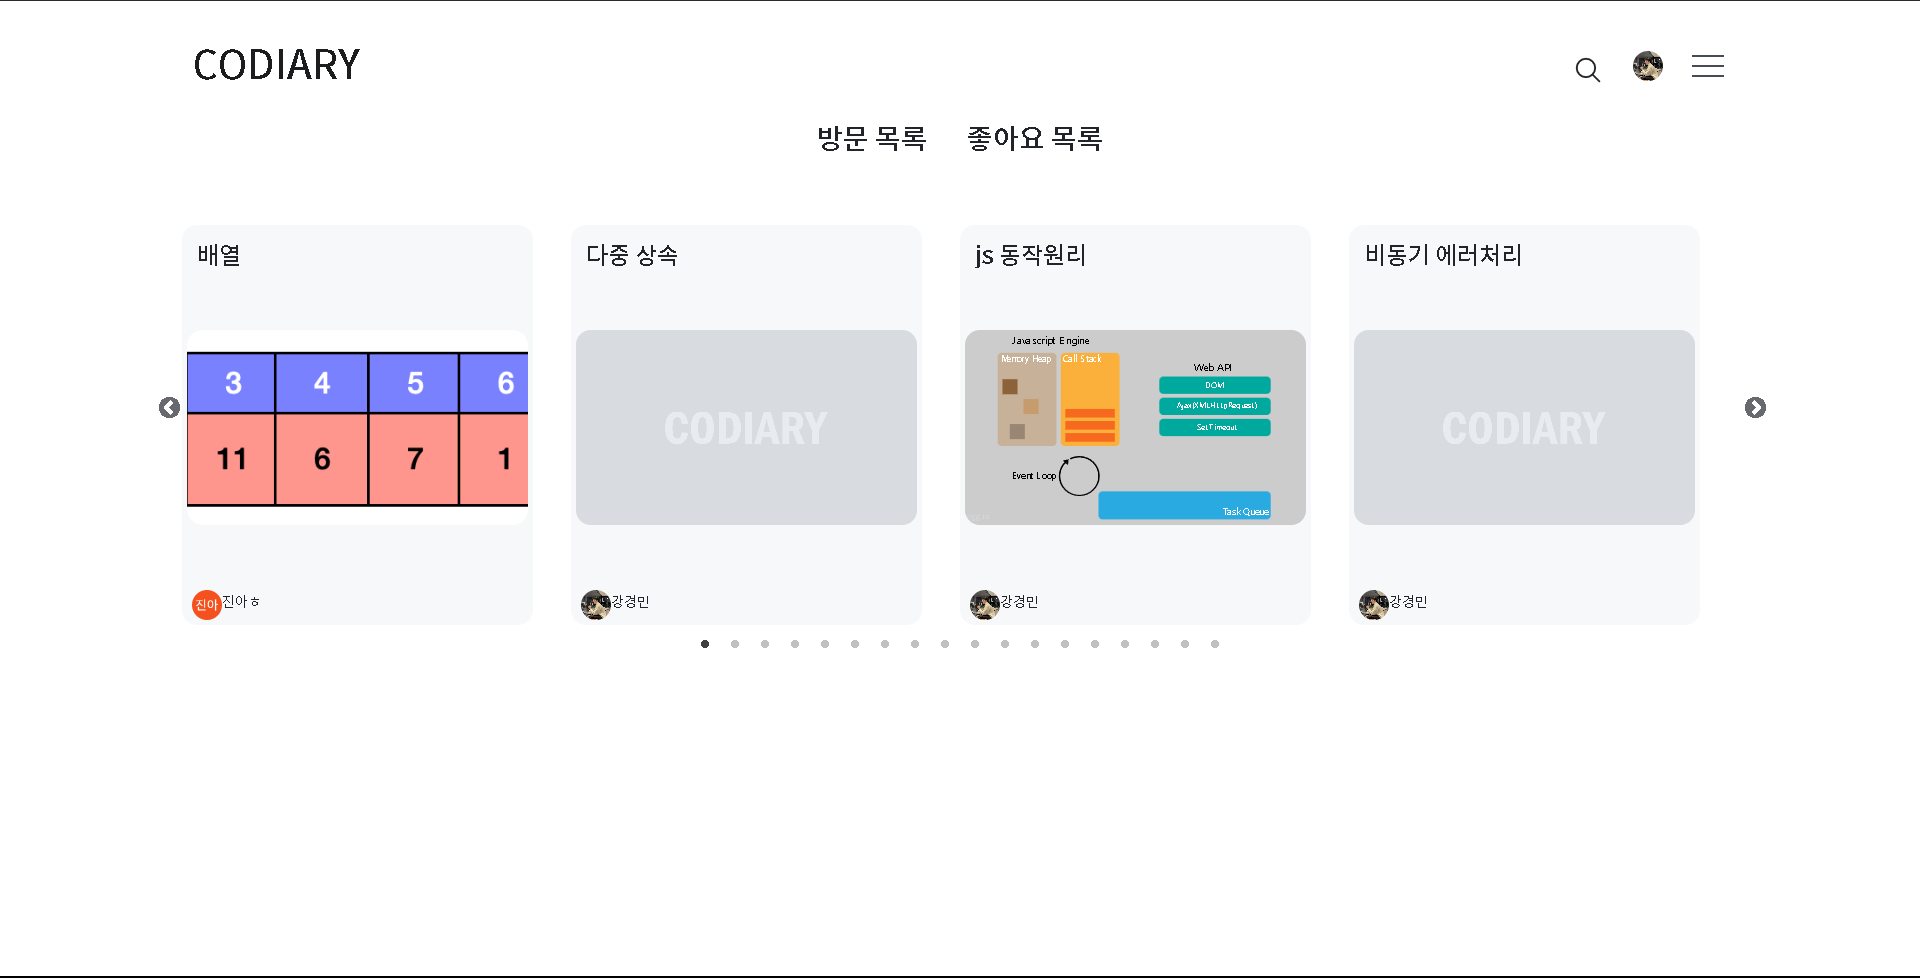 CODIARY
방문 목록 좋아요 목록
배열
3 4 5 6
11 6 7 1
진아 진아ㅎ
다중 상속
CODIARY
강경민
js 동작원리
Javascript Engine
Memory Heap Call Stack
Web API
DOM
Ajax(XMLHttpRequest)
SetTimeout
Event Loop
Task Queue
강경민
비동기 에러처리
CODIARY
강경민